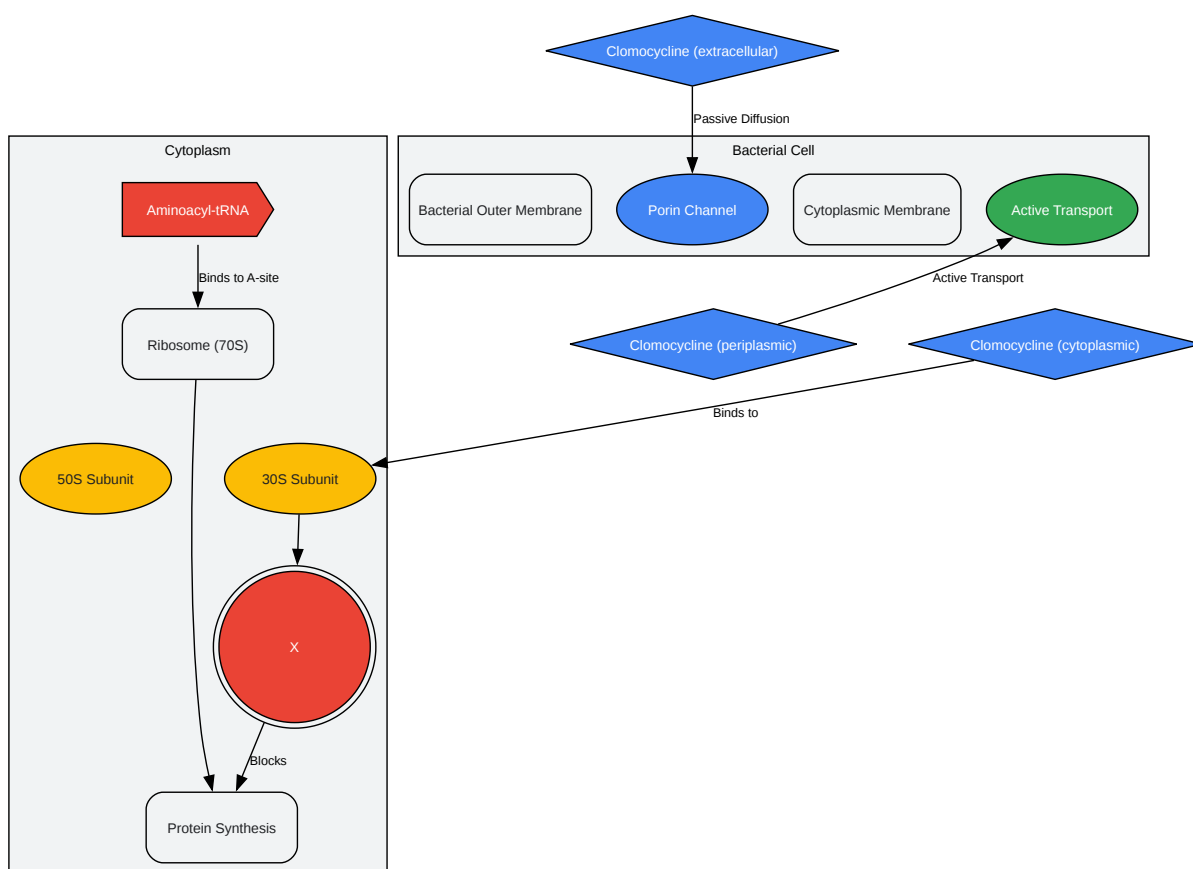 Clomocycline (extracellular)
Passive Diffusion
Cytoplasm
Bacterial Cell
Aminoacyl-tRNA
Bacterial Outer Membrane
Porin Channel
Cytoplasmic Membrane
Active Transport
Binds to A-site
Active Transport
Ribosome (70S)
Clomocycline (periplasmic)
Clomocycline (cytoplasmic)
Binds to
50S Subunit
30S Subunit
X
Blocks
Protein Synthesis